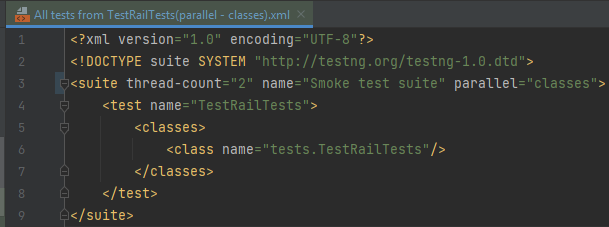 All tests from TestRailTests(parallel - classes).xml
1 <?xml version="1.0" encoding="UTF-8"?>
2 <!DOCTYPE suite SYSTEM "http://testng.org/testng-1.0.dtd">
3 <suite thread-count="2" name="Smoke test suite" parallel="classes">
4     <test name="TestRailTests">
5         <classes>
6             <class name="tests.TestRailTests"/>
7         </classes>
8     </test>
9 </suite>